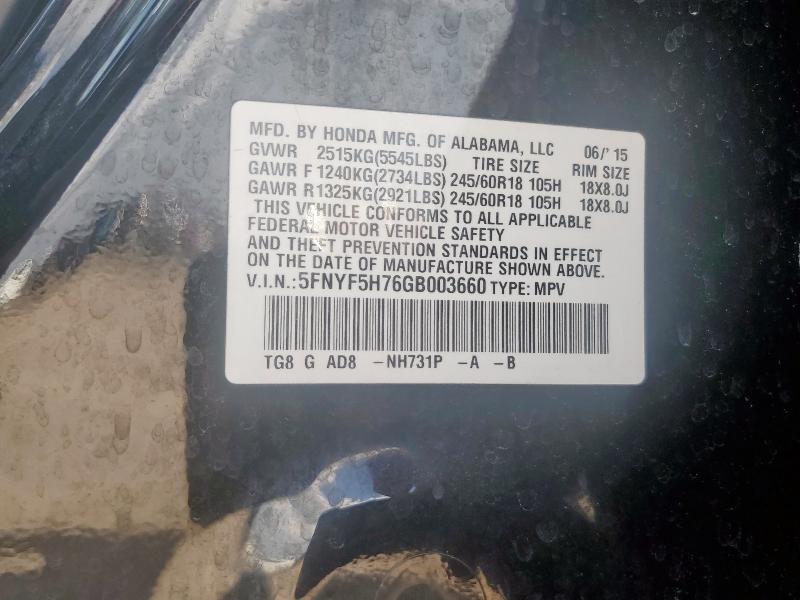 MFD. BY HONDA MFG. OF ALABAMA, LLC 06/'15
GVWR 2515KG(5545LBS) TIRE SIZE RIM SIZE
GAWR F 1240KG(2734LBS) 245/60R18 105H 18X8.0J
GAWR R1325KG(2921LBS) 245/60R18 105H 18X8.0J
THIS VEHICLE CONFORMS TO ALL APPLICABLE
FEDERAL MOTOR VEHICLE SAFETY
AND THEFT PREVENTION STANDARDS IN EFFECT
ON THE DATE OF MANUFACTURE SHOWN ABOVE.
V.I.N.:5FNYF5H76GB003660 TYPE: MPV
TG8 G AD8 -NH731P -A -B